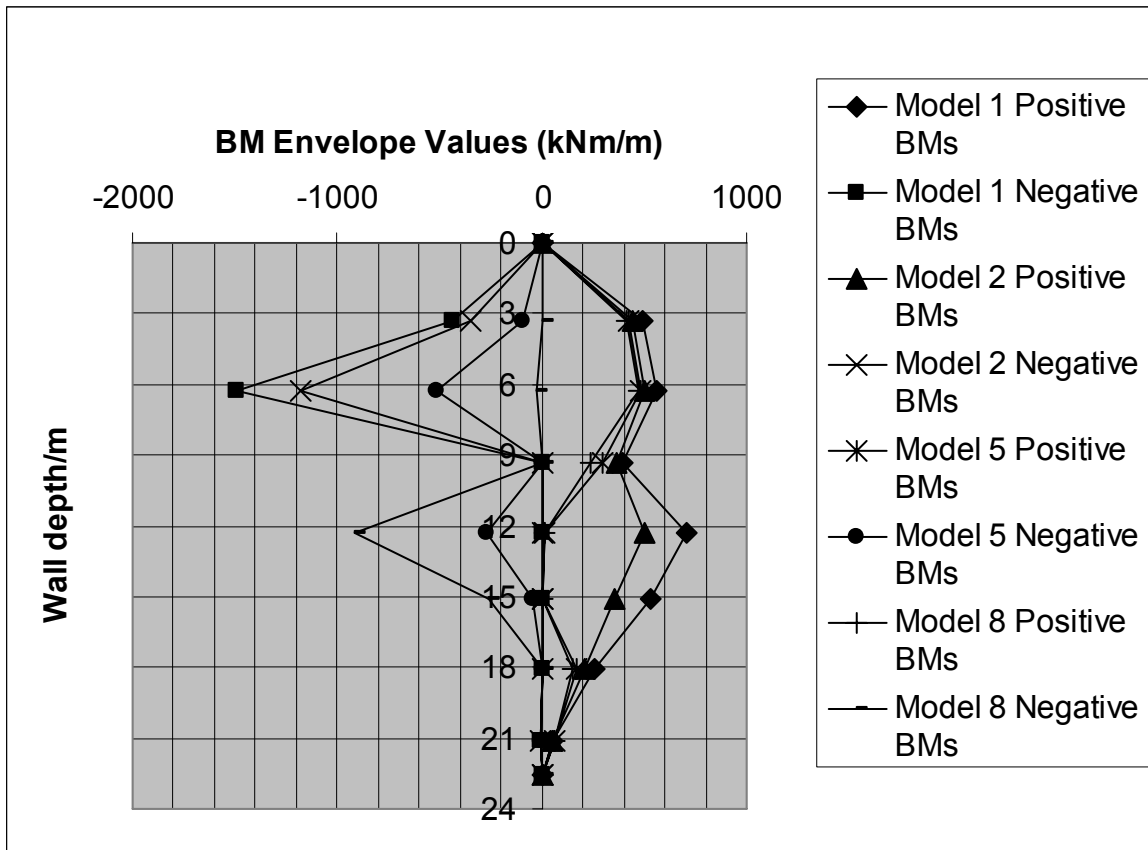 BM Envelope Values (kNm/m)
-2000 -1000 0 1000
0
3
6
9
12
15
18
21
24
Wall depth/m
Model 1 Positive
BMs
Model 1 Negative
BMs
Model 2 Positive
BMs
Model 2 Negative
BMs
Model 5 Positive
BMs
Model 5 Negative
BMs
Model 8 Positive
BMs
Model 8 Negative
BMs